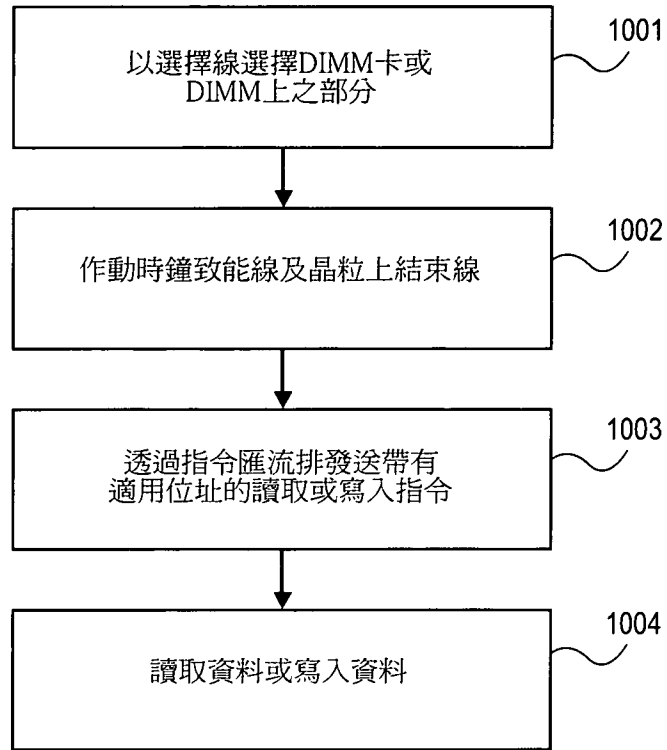 1001
以選擇線選擇DIMM卡或
DIMM上之部分
1002
作動時鐘致能線及晶粒上結束線
1003
透過指令匯流排發送帶有
適用位址的讀取或寫入指令
1004
讀取資料或寫入資料